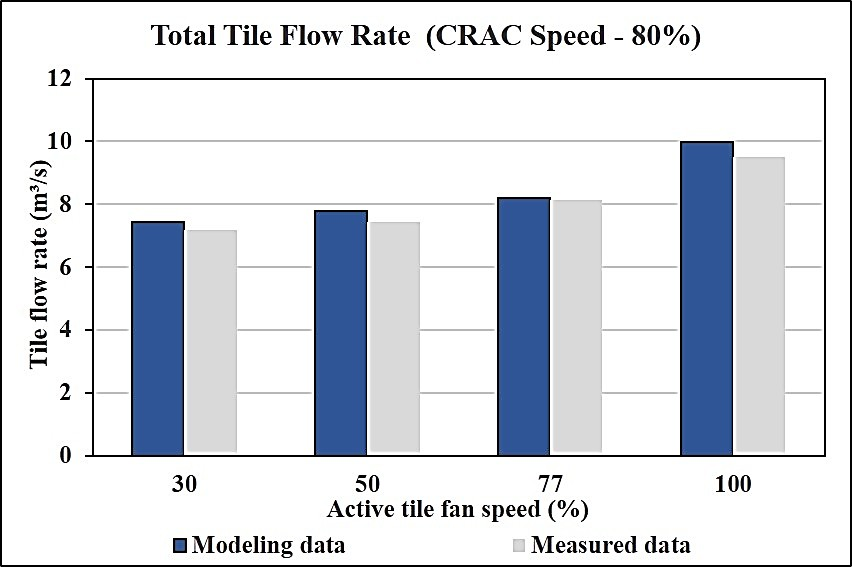 Total Tile Flow Rate (CRAC Speed - 80%)
Tile flow rate (m³/s)
12
10
8
6
4
2
0
30 50 77 100
Active tile fan speed (%)
Modeling data Measured data